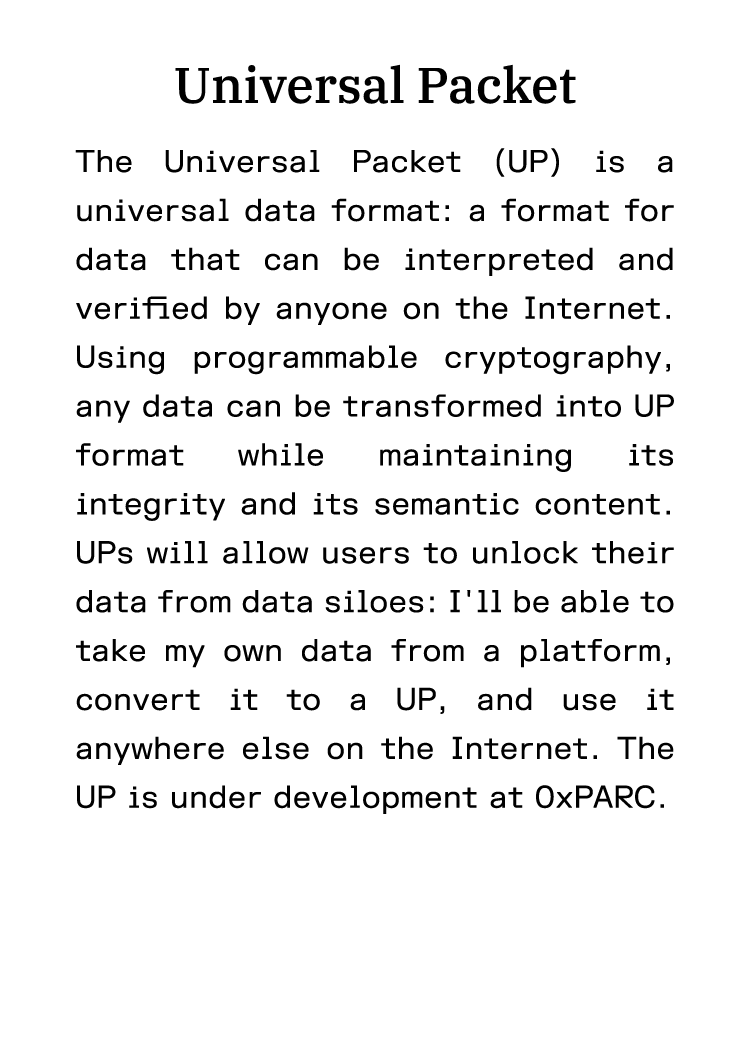 Universal Packet
The Universal Packet (UP) is a
universal data format: a format for
data that can be interpreted and
verified by anyone on the Internet.
Using programmable cryptography,
any data can be transformed into UP
format while maintaining its
integrity and its semantic content.
UPs will allow users to unlock their
data from data siloes: I'll be able to
take my own data from a platform,
convert it to a UP, and use it
anywhere else on the Internet. The
UP is under development at 0xPARC.